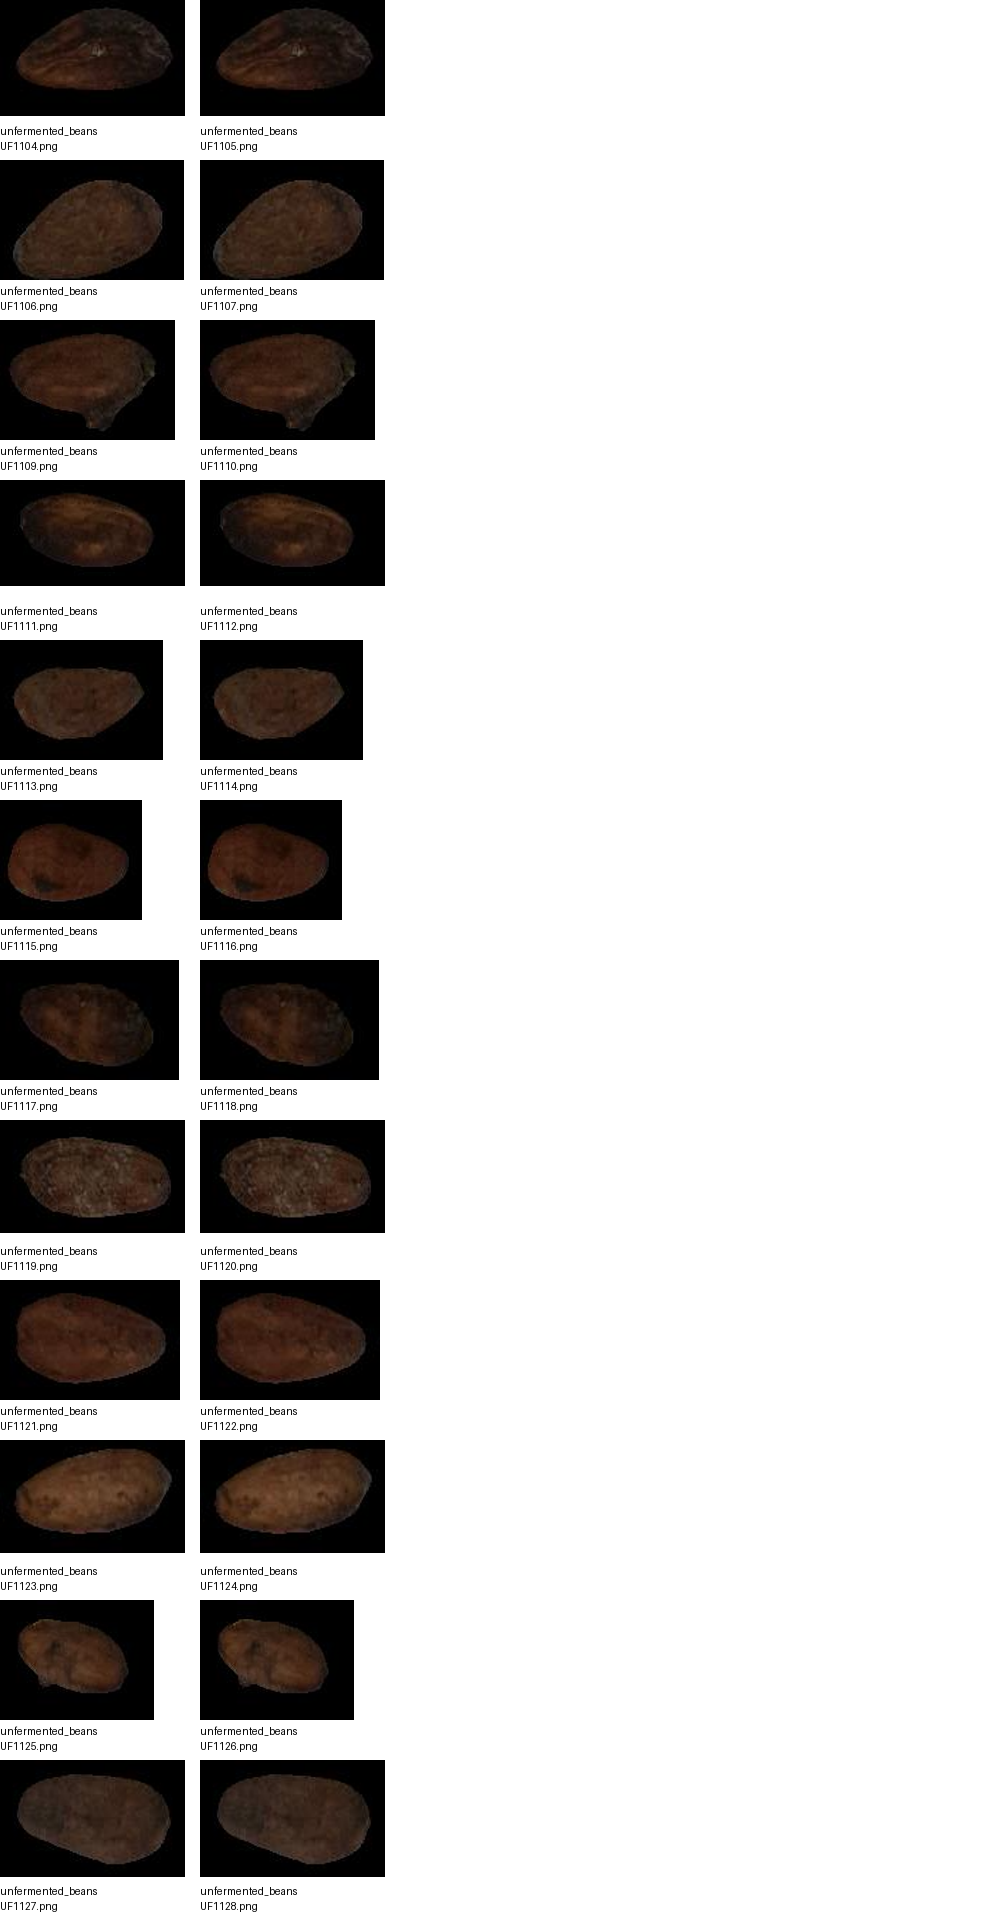 unfermented_beans unfermented_beans
UF1104.png UF1105.png
unfermented_beans unfermented_beans
UF1106.png UF1107.png
unfermented_beans unfermented_beans
UF1109.png UF1110.png
unfermented_beans unfermented_beans
UF1111.png UF1112.png
unfermented_beans unfermented_beans
UF1113.png UF1114.png
unfermented_beans unfermented_beans
UF1115.png UF1116.png
unfermented_beans unfermented_beans
UF1117.png UF1118.png
unfermented_beans unfermented_beans
UF1119.png UF1120.png
unfermented_beans unfermented_beans
UF1121.png UF1122.png
unfermented_beans unfermented_beans
UF1123.png UF1124.png
unfermented_beans unfermented_beans
UF1125.png UF1126.png
unfermented_beans unfermented_beans
UF1127.png UF1128.png